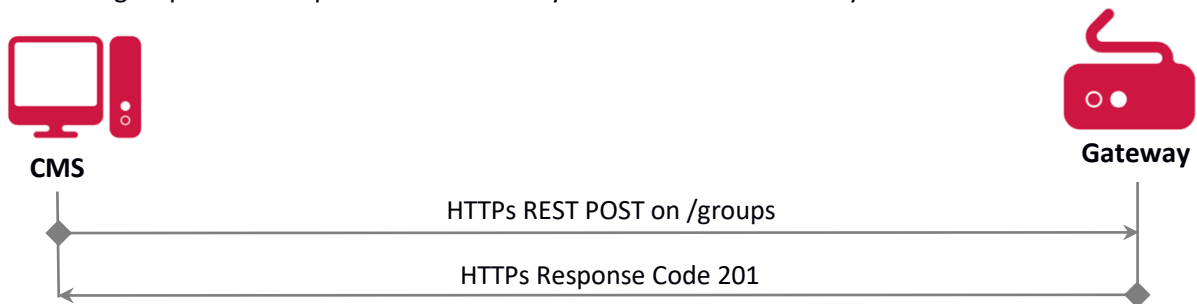 CMS
Gateway
HTTPs REST POST on /groups
HTTPs Response Code 201